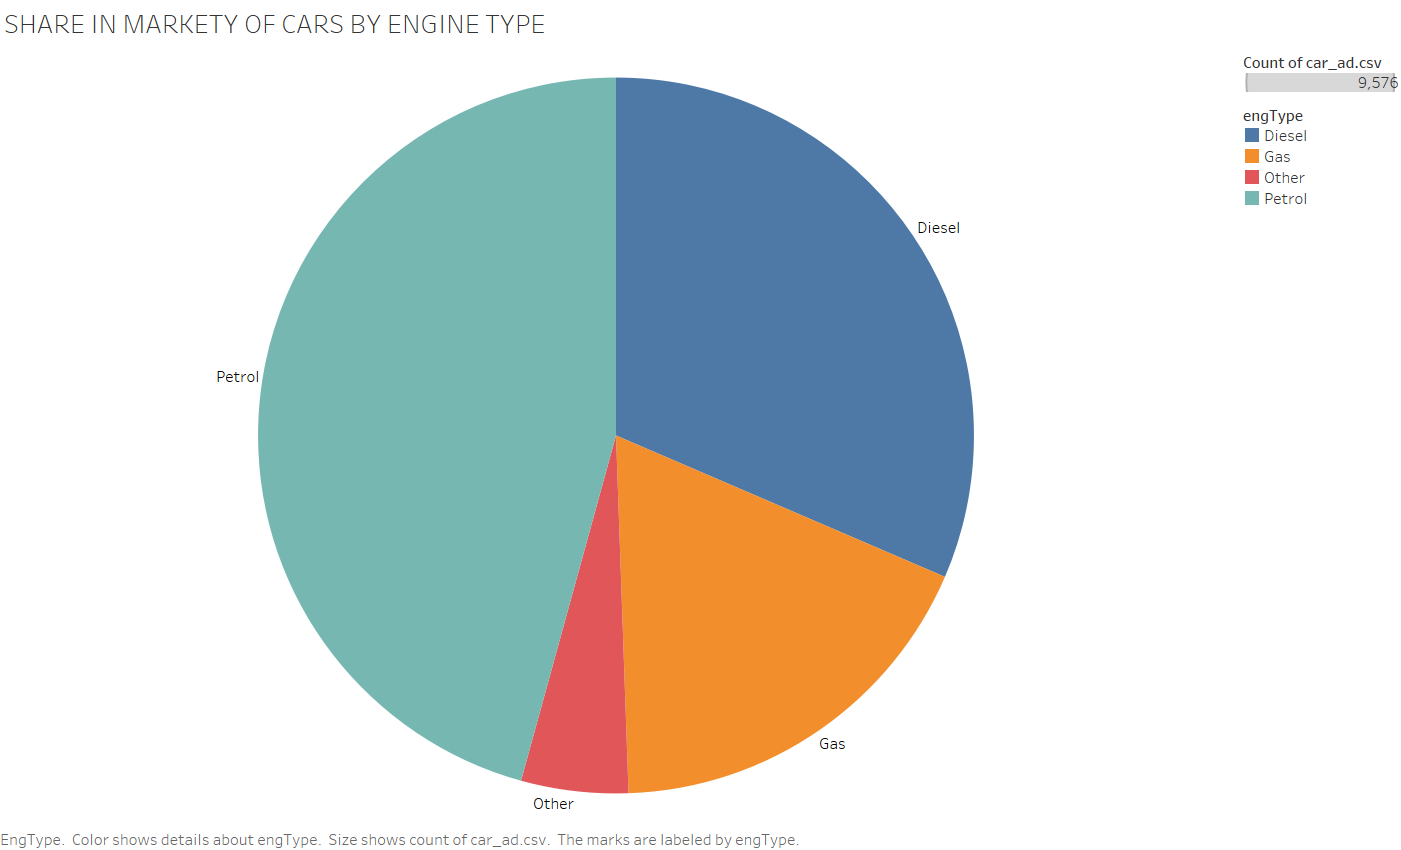 SHARE IN MARKETY OF CARS BY ENGINE TYPE
Count of car_ad.csv
9,576
engType
Diesel
Gas
Other
Petrol
Diesel
Petrol
Gas
Other
EngType.  Color shows details about engType.  Size shows count of car_ad.csv.  The marks are labeled by engType.